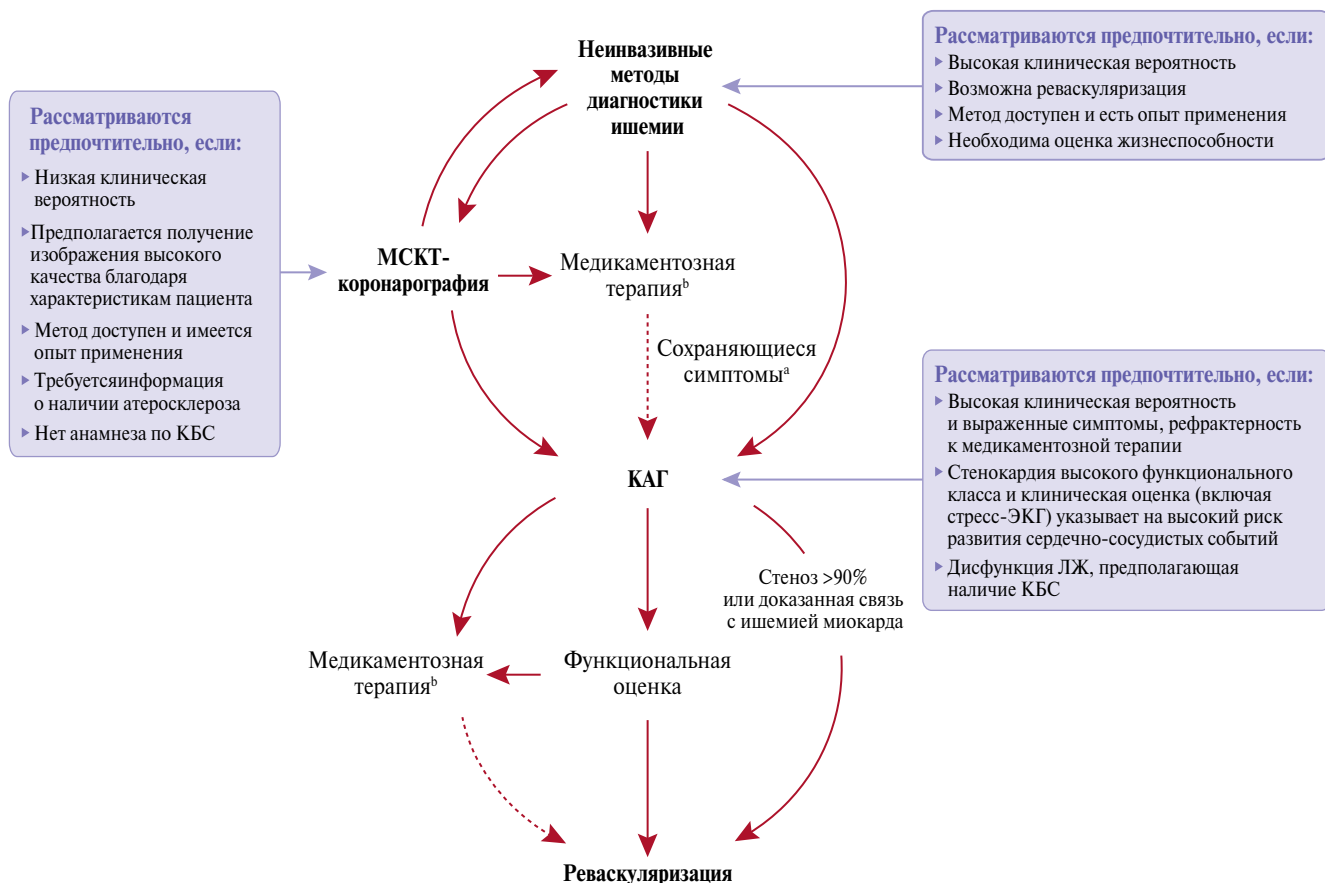 Неинвазивные
методы
диагностики
ишемии
Рассматриваются предпочтительно, если:
▸ Высокая клиническая вероятность
▸ Возможна реваскуляризация
▸ Метод доступен и есть опыт применения
▸ Необходима оценка жизнеспособности
Рассматриваются
предпочтительно, если:
▸ Низкая клиническая
вероятность
▸ Предполагается получение
изображения высокого
качества благодаря
характеристикам пациента
▸ Метод доступен и имеется
опыт применения
▸ Требуетсяинформация
о наличии атеросклероза
▸ Нет анамнеза по КБС
МСКТ-
коронарография
Медикаментозная
терапияᵇ
Сохраняющиеся
симптомыᵃ
КАГ
Рассматриваются предпочтительно, если:
▸ Высокая клиническая вероятность
и выраженные симптомы, рефрактерность
к медикаментозной терапии
▸ Стенокардия высокого функционального
класса и клиническая оценка (включая
стресс-ЭКГ) указывает на высокий риск
развития сердечно-сосудистых событий
▸ Дисфункция ЛЖ, предполагающая
наличие КБС
Стеноз >90%
или доказанная связь
с ишемией миокарда
Медикаментозная
терапияᵇ
Функциональная
оценка
Реваскуляризация